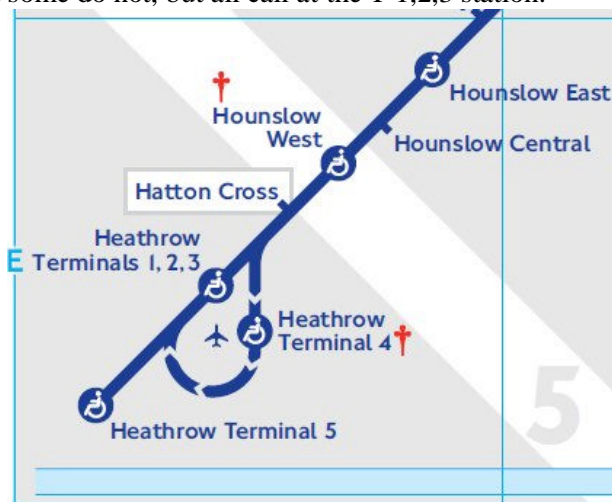 some do not, but all call at the T 1,2,3 station.
Hounslow East
Hounslow
West
Hounslow Central
Hatton Cross
Heathrow
Terminals 1, 2, 3
E
Heathrow
Terminal 4
Heathrow Terminal 5
5